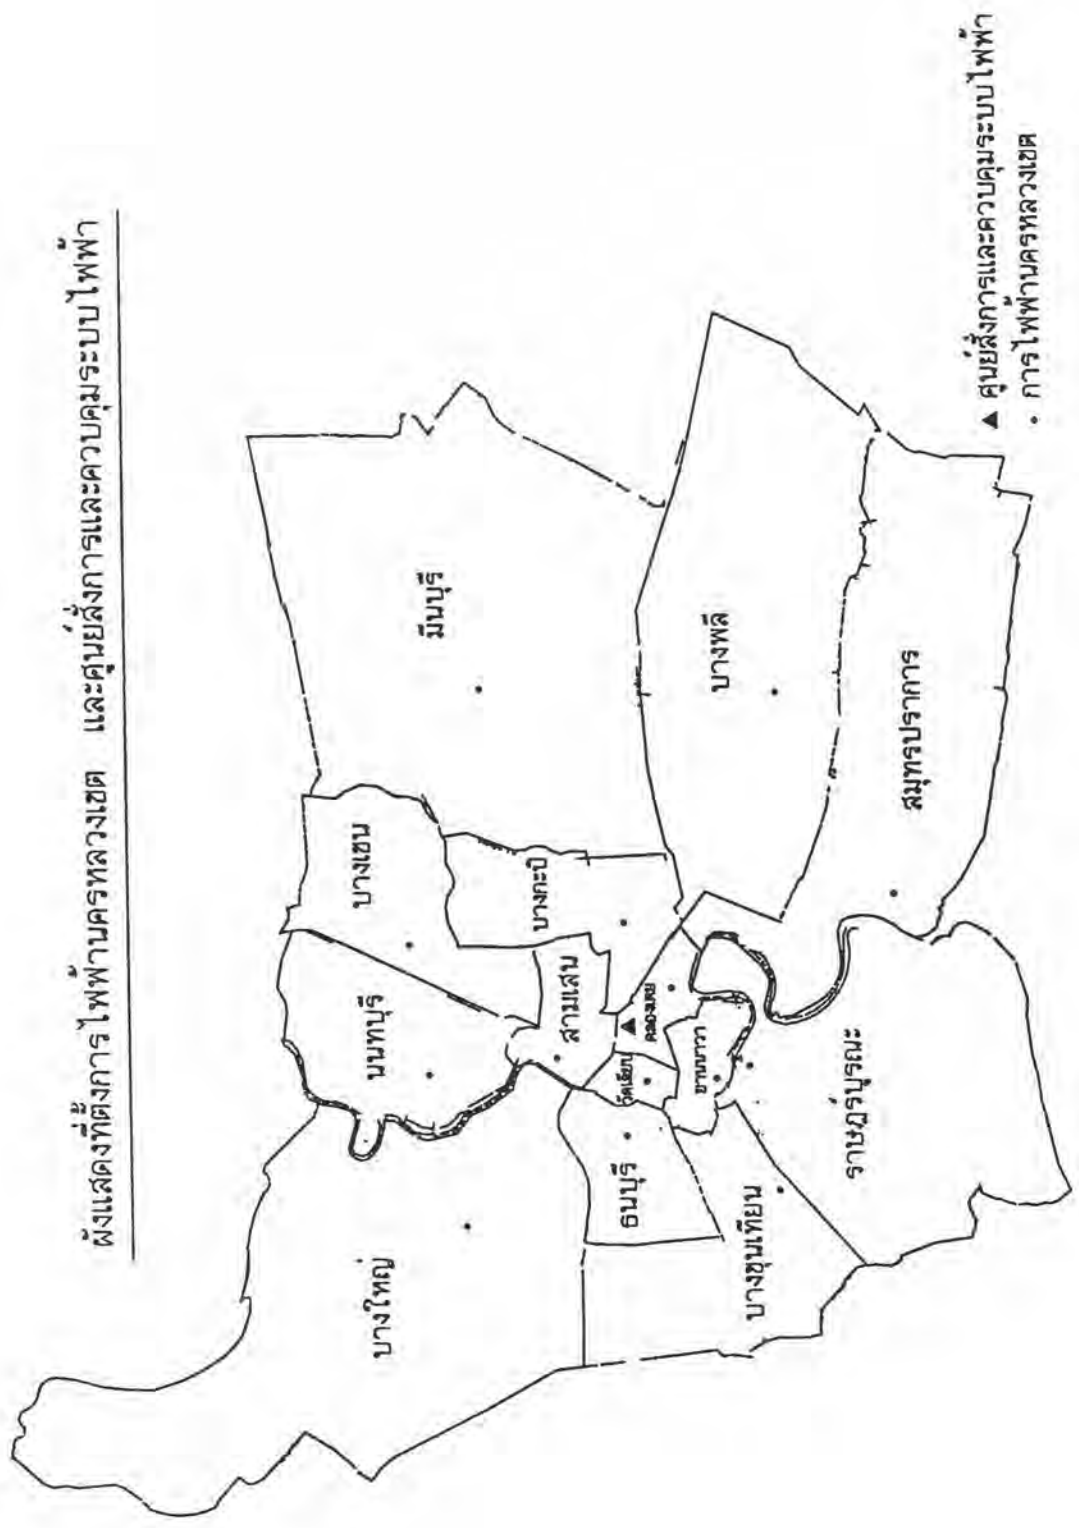 ผังแสดงที่ตั้งการไฟฟ้านครหลวงเขต และศูนย์สั่งการและควบคุมระบบไฟฟ้า
บางใหญ่
นนทบุรี
บางเขน
มีนบุรี
บางกะปิ
สามเสน
คลองเตย
วัดเลียบ
ยานนาวา
ธนบุรี
บางขุนเทียน
ราษฎร์บูรณะ
บางพลี
สมุทรปราการ
▲ ศูนย์สั่งการและควบคุมระบบไฟฟ้า
• การไฟฟ้านครหลวงเขต